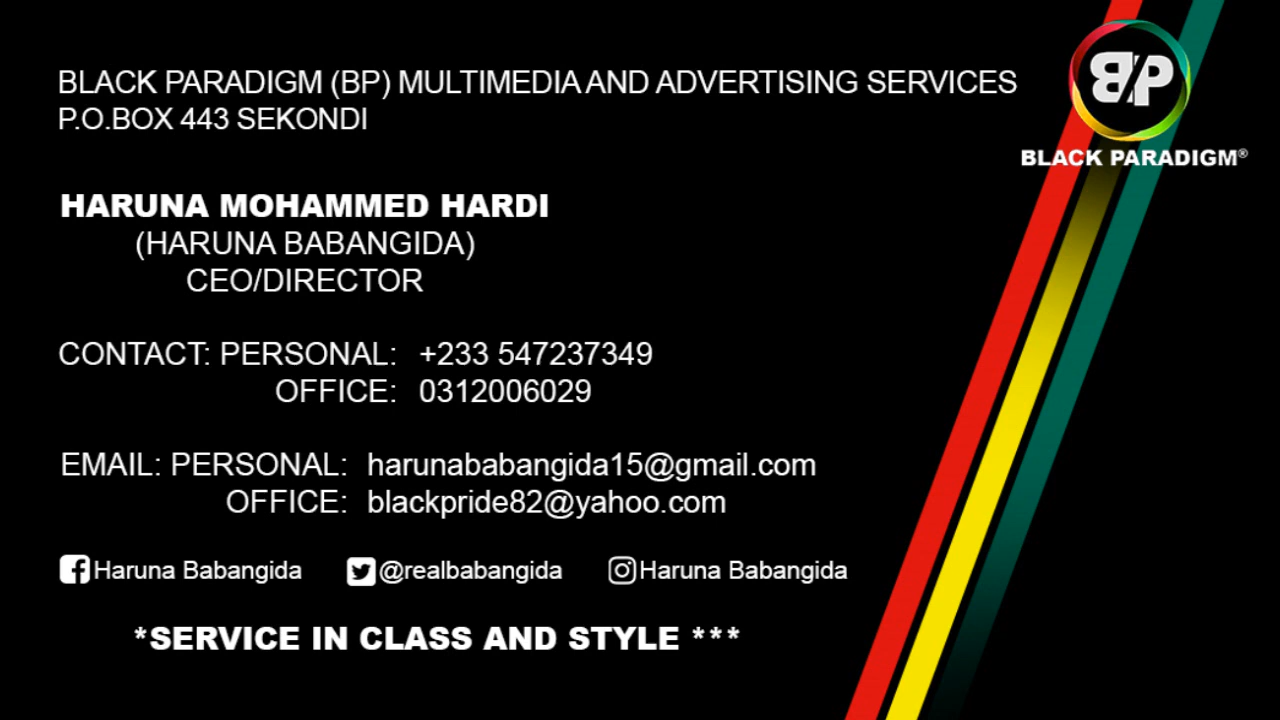 BLACK PARADIGM (BP) MULTIMEDIA AND ADVERTISING SERVICES
P.O.BOX 443 SEKONDI
BP
BLACK PARADIGM®
HARUNA MOHAMMED HARDI
(HARUNA BABANGIDA)
CEO/DIRECTOR
CONTACT: PERSONAL: +233 547237349
OFFICE: 0312006029
EMAIL: PERSONAL: harunababangida15@gmail.com
OFFICE: blackpride82@yahoo.com
Haruna Babangida @realbabangida Haruna Babangida
*SERVICE IN CLASS AND STYLE ***